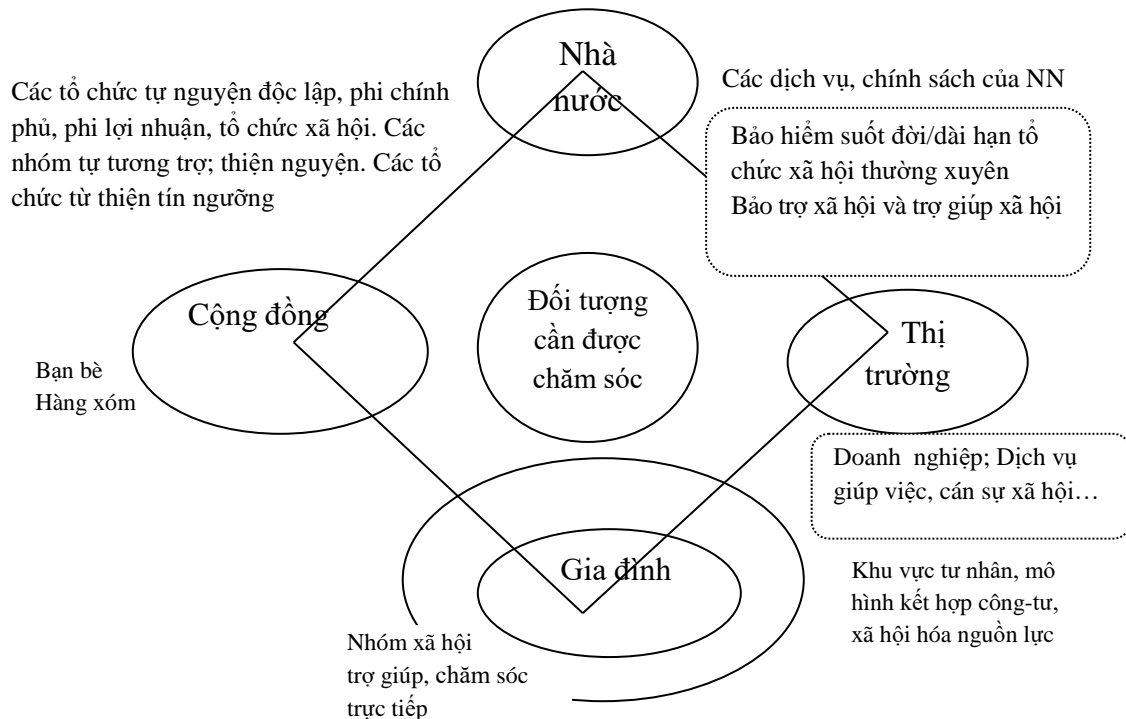 Nhà
nước
Các dịch vụ, chính sách của NN
Các tổ chức tự nguyện độc lập, phi chính
phủ, phi lợi nhuận, tổ chức xã hội. Các
nhóm tự tương trợ; thiện nguyện. Các tổ
chức từ thiện tín ngưỡng
Bảo hiểm suốt đời/dài hạn tổ
chức xã hội thường xuyên
Bảo trợ xã hội và trợ giúp xã hội
Cộng đồng
Đối tượng
cần được
chăm sóc
Thị
trường
Bạn bè
Hàng xóm
Doanh nghiệp; Dịch vụ
giúp việc, cán sự xã hội…
Gia đình
Khu vực tư nhân, mô
hình kết hợp công-tư,
xã hội hóa nguồn lực
Nhóm xã hội
trợ giúp, chăm sóc
trực tiếp